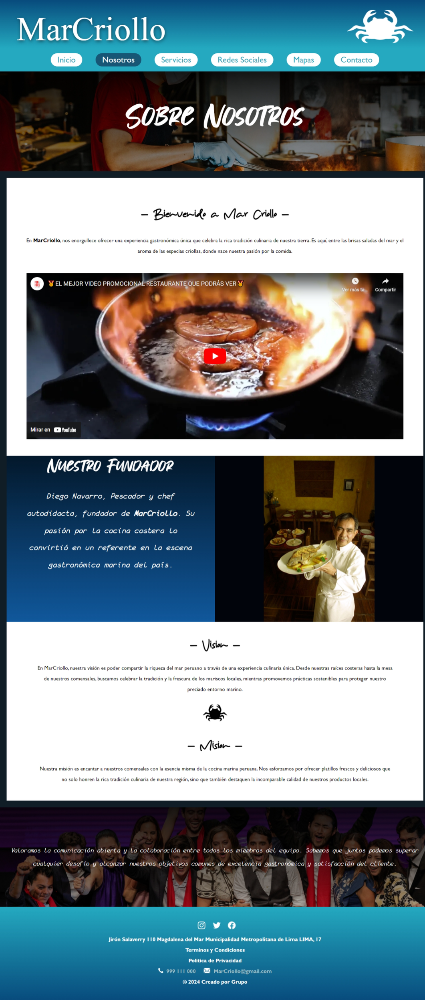 MarCriollo
Inicio
Nosotros
Servicios
Redes Sociales
Mapas
Contacto
Sobre Nosotros
— Bienvenido a Mar Criollo —
En MarCriollo, nos enorgullece ofrecer una experiencia gastronómica única que celebra la rica tradición culinaria de nuestra tierra. Es aquí, entre las brisas saladas del mar y el
aroma de las especias criollas, donde nace nuestra pasión por la comida.
🏅EL MEJOR VIDEO PROMOCIONAL RESTAURANTE QUE PODRÁS VER🏅
Ver más ta...
Compartir
Mirar en YouTube
Nuestro Fundador
Diego Navarro, Pescador y chef
autodidacta, fundador de MarCriollo. Su
pasión por la cocina costera lo
convirtió en un referente en la escena
gastronómica marina del país.
— Vision —
En MarCriollo, nuestra visión es poder compartir la riqueza del mar peruano a través de una experiencia culinaria única. Desde nuestras raíces costeras hasta la mesa
de nuestros comensales, buscamos celebrar la tradición y la frescura de los mariscos locales, mientras promovemos prácticas sostenibles para proteger nuestro
preciado entorno marino.
— Mision —
Nuestra misión es encantar a nuestros comensales con la esencia misma de la cocina marina peruana. Nos esforzamos por ofrecer platillos frescos y deliciosos que
no solo honren la rica tradición culinaria de nuestra región, sino que también destaquen la incomparable calidad de nuestros productos locales.
Valoramos la comunicación abierta y la colaboración entre todos los miembros del equipo. Sabemos que juntos podemos superar
cualquier desafío y alcanzar nuestros objetivos comunes de excelencia gastronómica y satisfacción del cliente.
Jirón Salaverry 110 Magdalena del Mar Municipalidad Metropolitana de Lima LIMA, 17
Terminos y Condiciones
Politica de Privacidad
999 111 000 MarCriollo@gmail.com
© 2024 Creado por Grupo